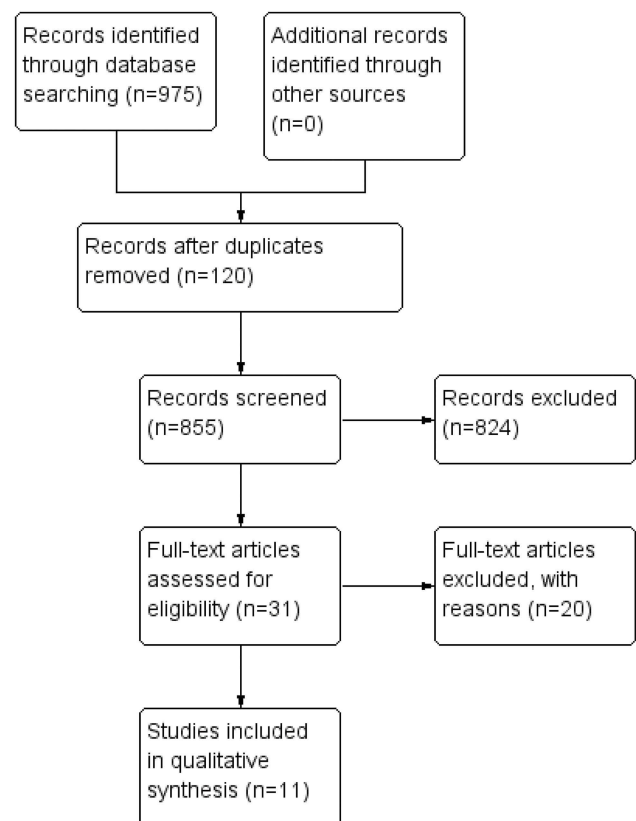 Records identified
through database
searching (n=975)
Additional records
identified through
other sources
(n=0)
Records after duplicates
removed (n=120)
Records screened
(n=855)
Records excluded
(n=824)
Full-text articles
assessed for
eligibility (n=31)
Full-text articles
excluded, with
reasons (n=20)
Studies included
in qualitative
synthesis (n=11)